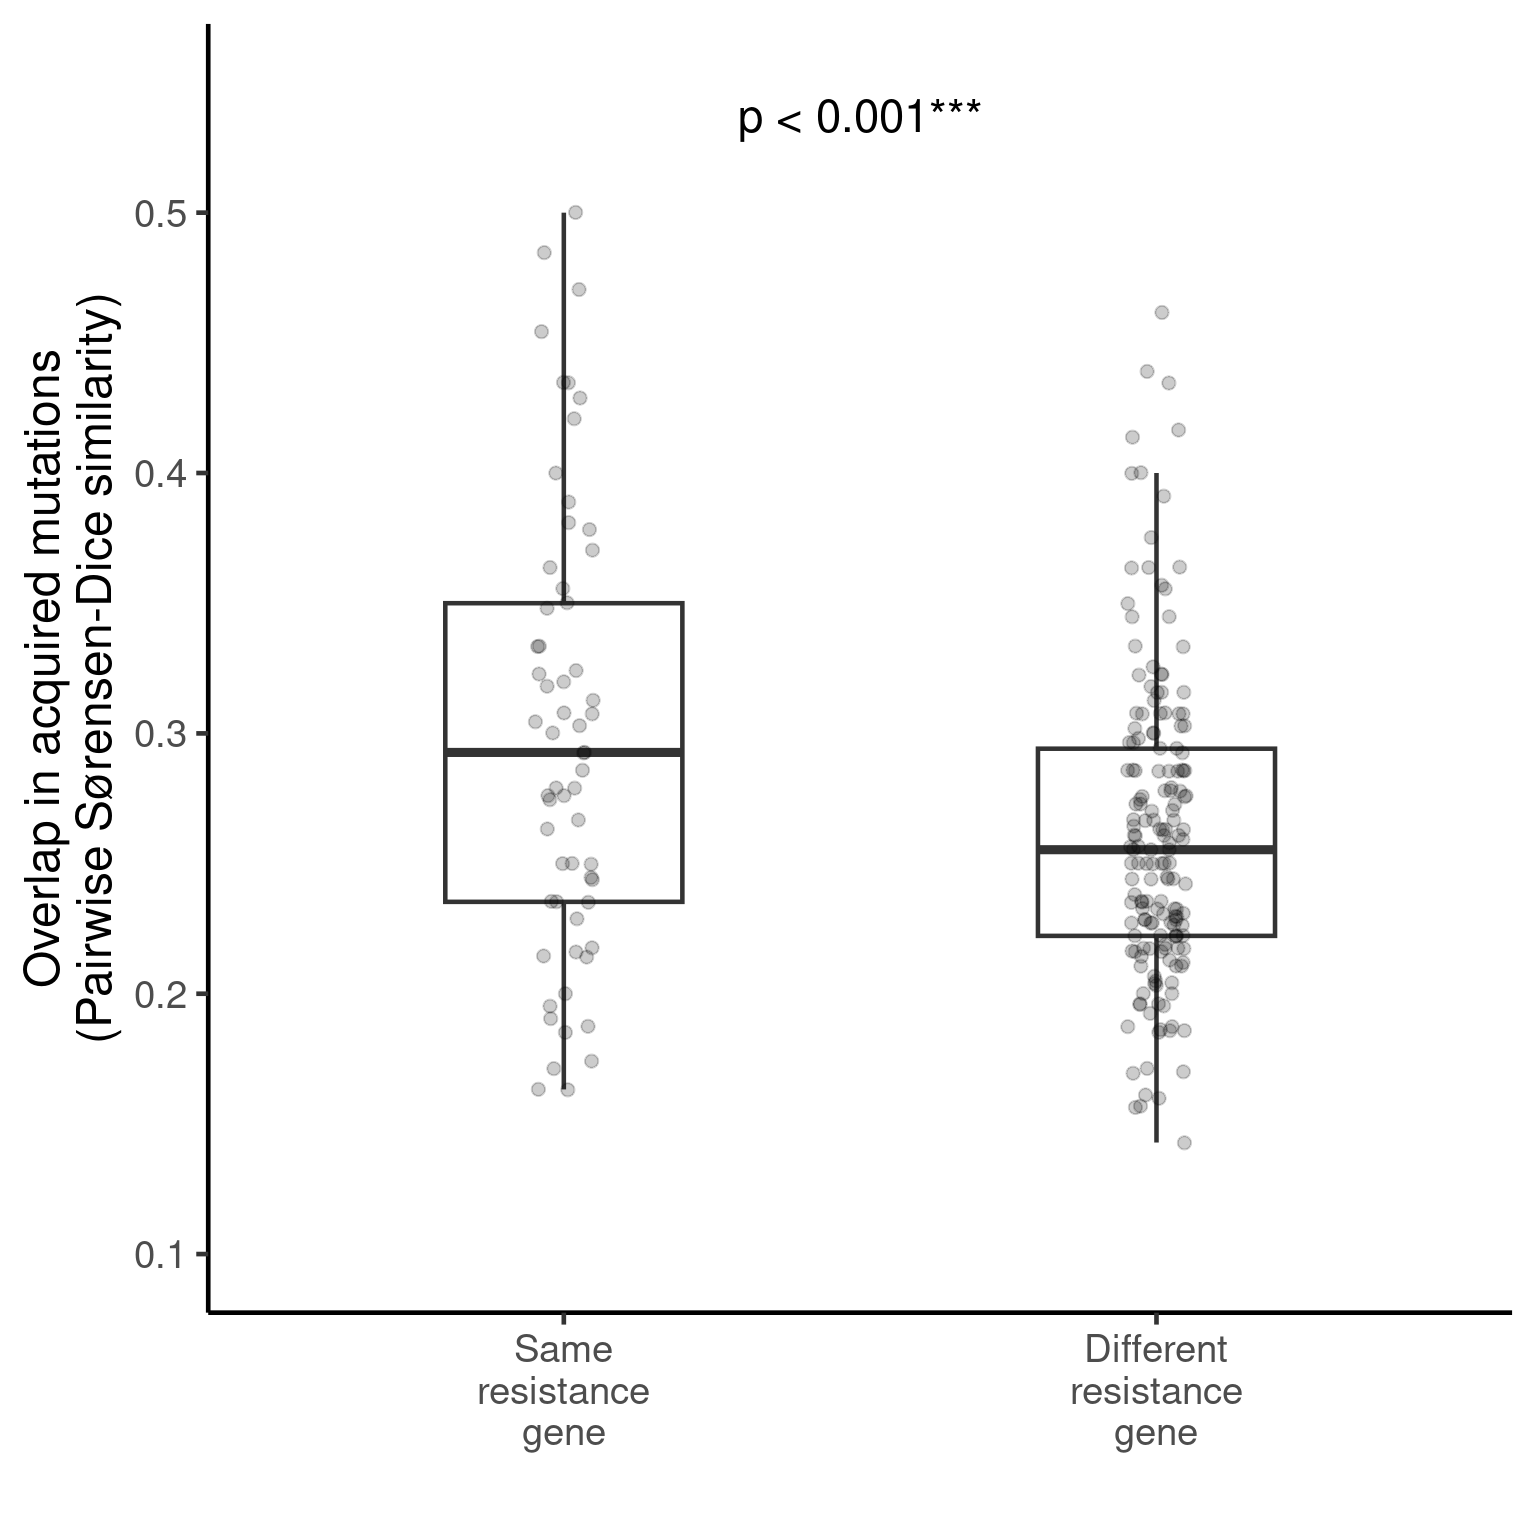 p < 0.001***
Overlap in acquired mutations
(Pairwise Sørensen-Dice similarity)
0.5
0.4
0.3
0.2
0.1
Same
resistance
gene
Different
resistance
gene